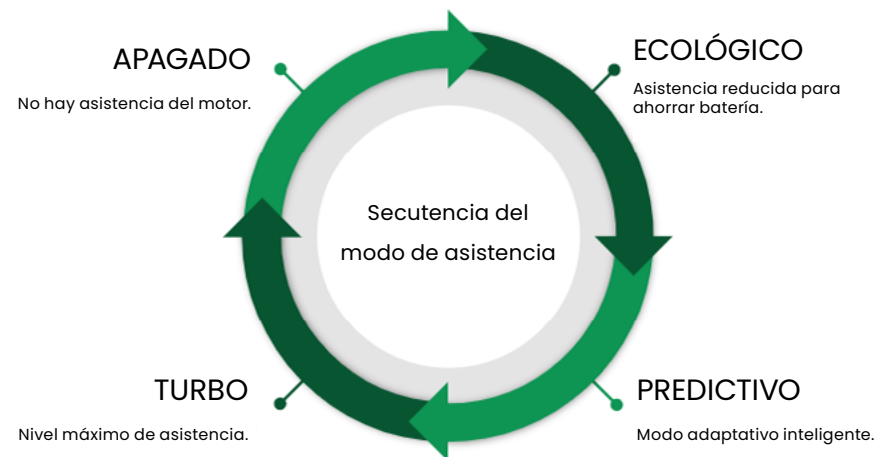 APAGADO
No hay asistencia del motor.
ECOLÓGICO
Asistencia reducida para
ahorrar batería.
Secutencia del
modo de asistencia
TURBO
Nivel máximo de asistencia.
PREDICTIVO
Modo adaptativo inteligente.